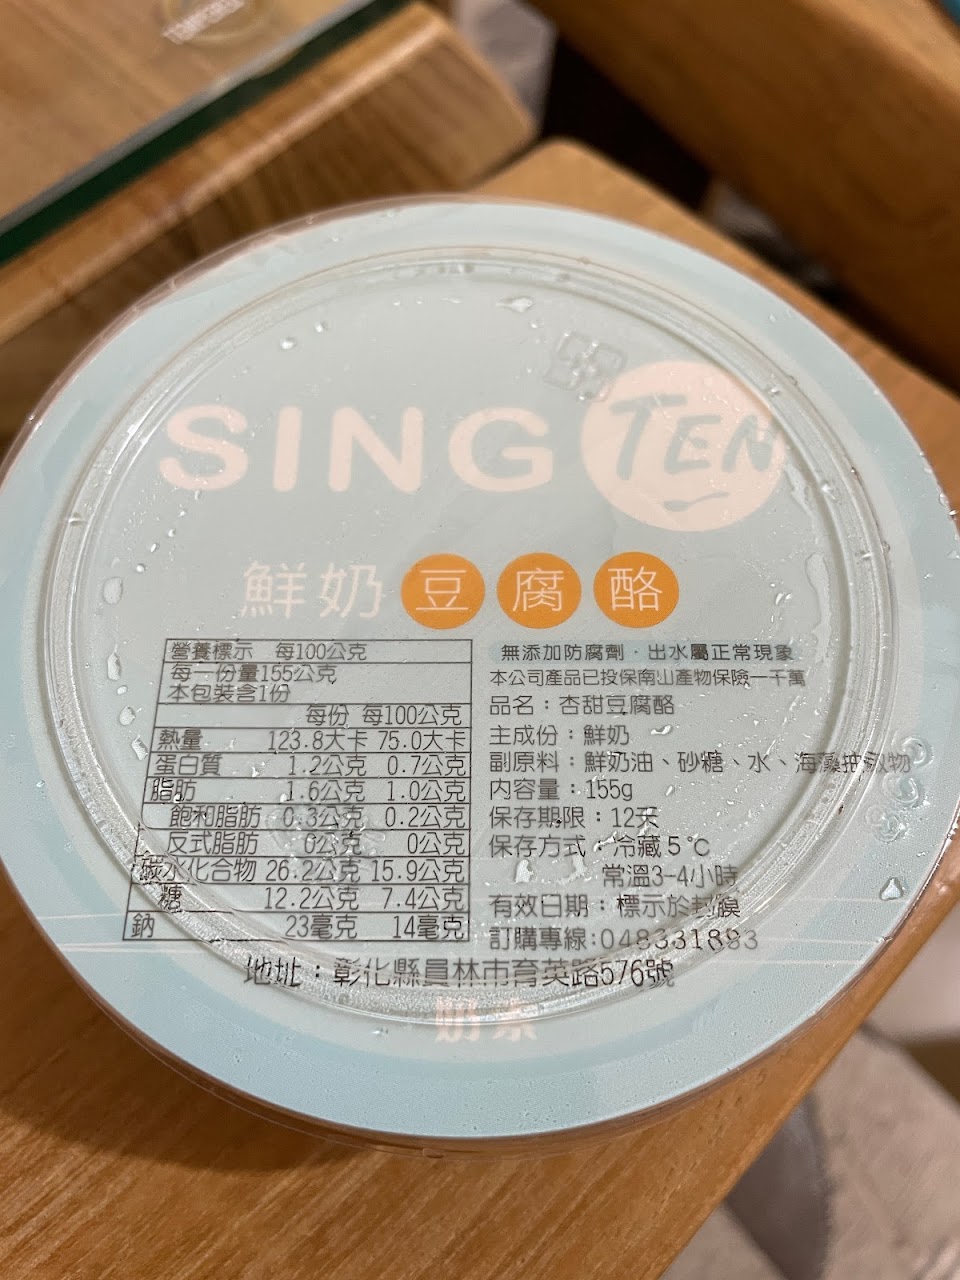 SING TEN
鮮奶豆腐酪
營養標示 每100公克
每一份量155公克
本包裝含1份
每份 每100公克
熱量 123.8大卡 75.0大卡
蛋白質 1.2公克 0.7公克
脂肪 1.6公克 1.0公克
飽和脂肪 0.3公克 0.2公克
反式脂肪 0公克 0公克
碳水化合物 26.2公克 15.9公克
糖 12.2公克 7.4公克
鈉 23毫克 14毫克
無添加防腐劑·出水屬正常現象
本公司產品已投保南山產物保險一千萬
品名：杏甜豆腐酪
主成份：鮮奶
副原料：鮮奶油、砂糖、水、海藻抽取物
內容量：155g
保存期限：12天
保存方式：冷藏5℃
常溫3-4小時
有效日期：標示於封膜
訂購專線:048331893
地址：彰化縣員林市育英路576號
奶素